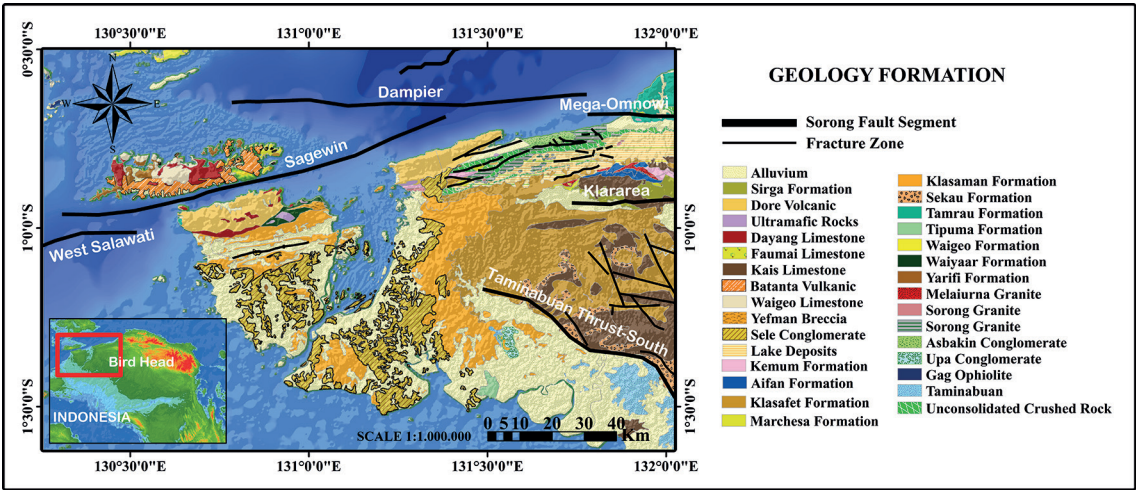 130°30'0"E 131°0'0"E 131°30'0"E 132°0'0"E
0°30'0"S
0°30'0"S
N
W
S
Dampier
Mega-Omnowi
Sagewin
Klararea
West Salawati
1°0'0"S
1°0'0"S
Taminabuan Thrust-South
Bird Head
INDONESIA
1°30'0"S
1°30'0"S
SCALE 1:1.000.000
0 5 10 20 30 40
Km
130°30'0"E 131°0'0"E 131°30'0"E 132°0'0"E
GEOLOGY FORMATION
Sorong Fault Segment
Fracture Zone
Alluvium
Sirga Formation
Dore Volcanic
Ultramafic Rocks
Dayang Limestone
Faumai Limestone
Kais Limestone
Batanta Vulkanic
Waigeo Limestone
Yefman Breccia
Sele Conglomerate
Lake Deposits
Kemum Formation
Aifan Formation
Klasafet Formation
Marchesa Formation
Klasaman Formation
Sekau Formation
Tamrau Formation
Tipuma Formation
Waigeo Formation
Waiyaar Formation
Yarifi Formation
Melaiurna Granite
Sorong Granite
Sorong Granite
Asbakin Conglomerate
Upa Conglomerate
Gag Ophiolite
Taminabuan
Unconsolidated Crushed Rock